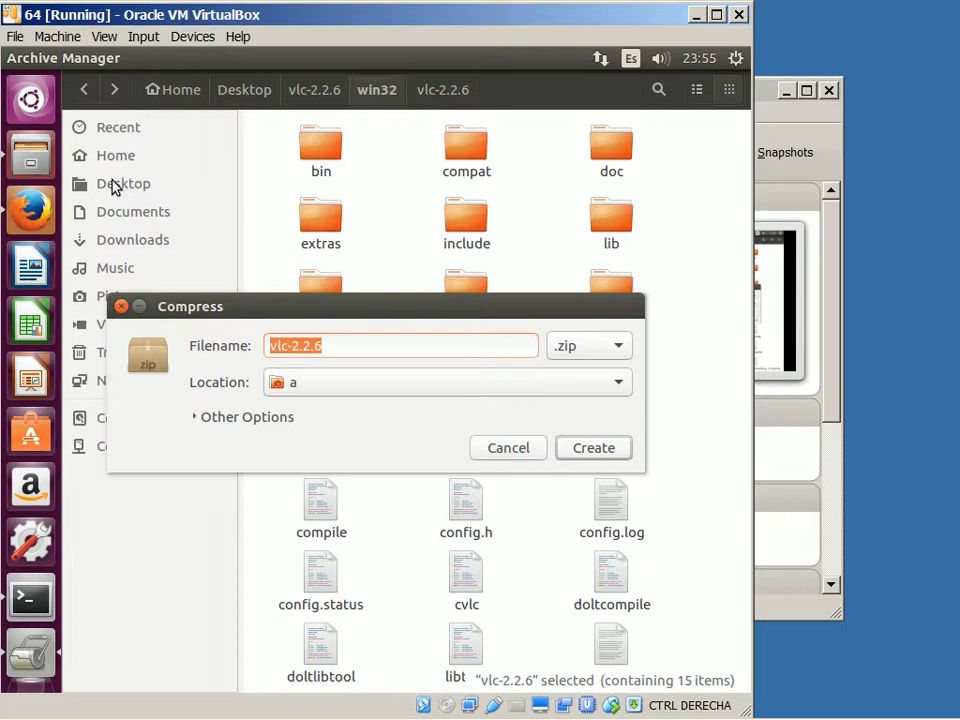 64 [Running] - Oracle VM VirtualBox
File Machine View Input Devices Help
Archive Manager Es 23:55
Home Desktop vlc-2.2.6 win32 vlc-2.2.6
Recent
Home
Desktop
Documents
Downloads
Music
bin compat doc
extras include lib
Snapshots
Compress
Filename: vlc-2.2.6 .zip
zip
Location: a
Other Options
Cancel Create
compile config.h config.log
config.status cvlc doltcompile
doltlibtool libt
"vlc-2.2.6" selected (containing 15 items)
CTRL DERECHA